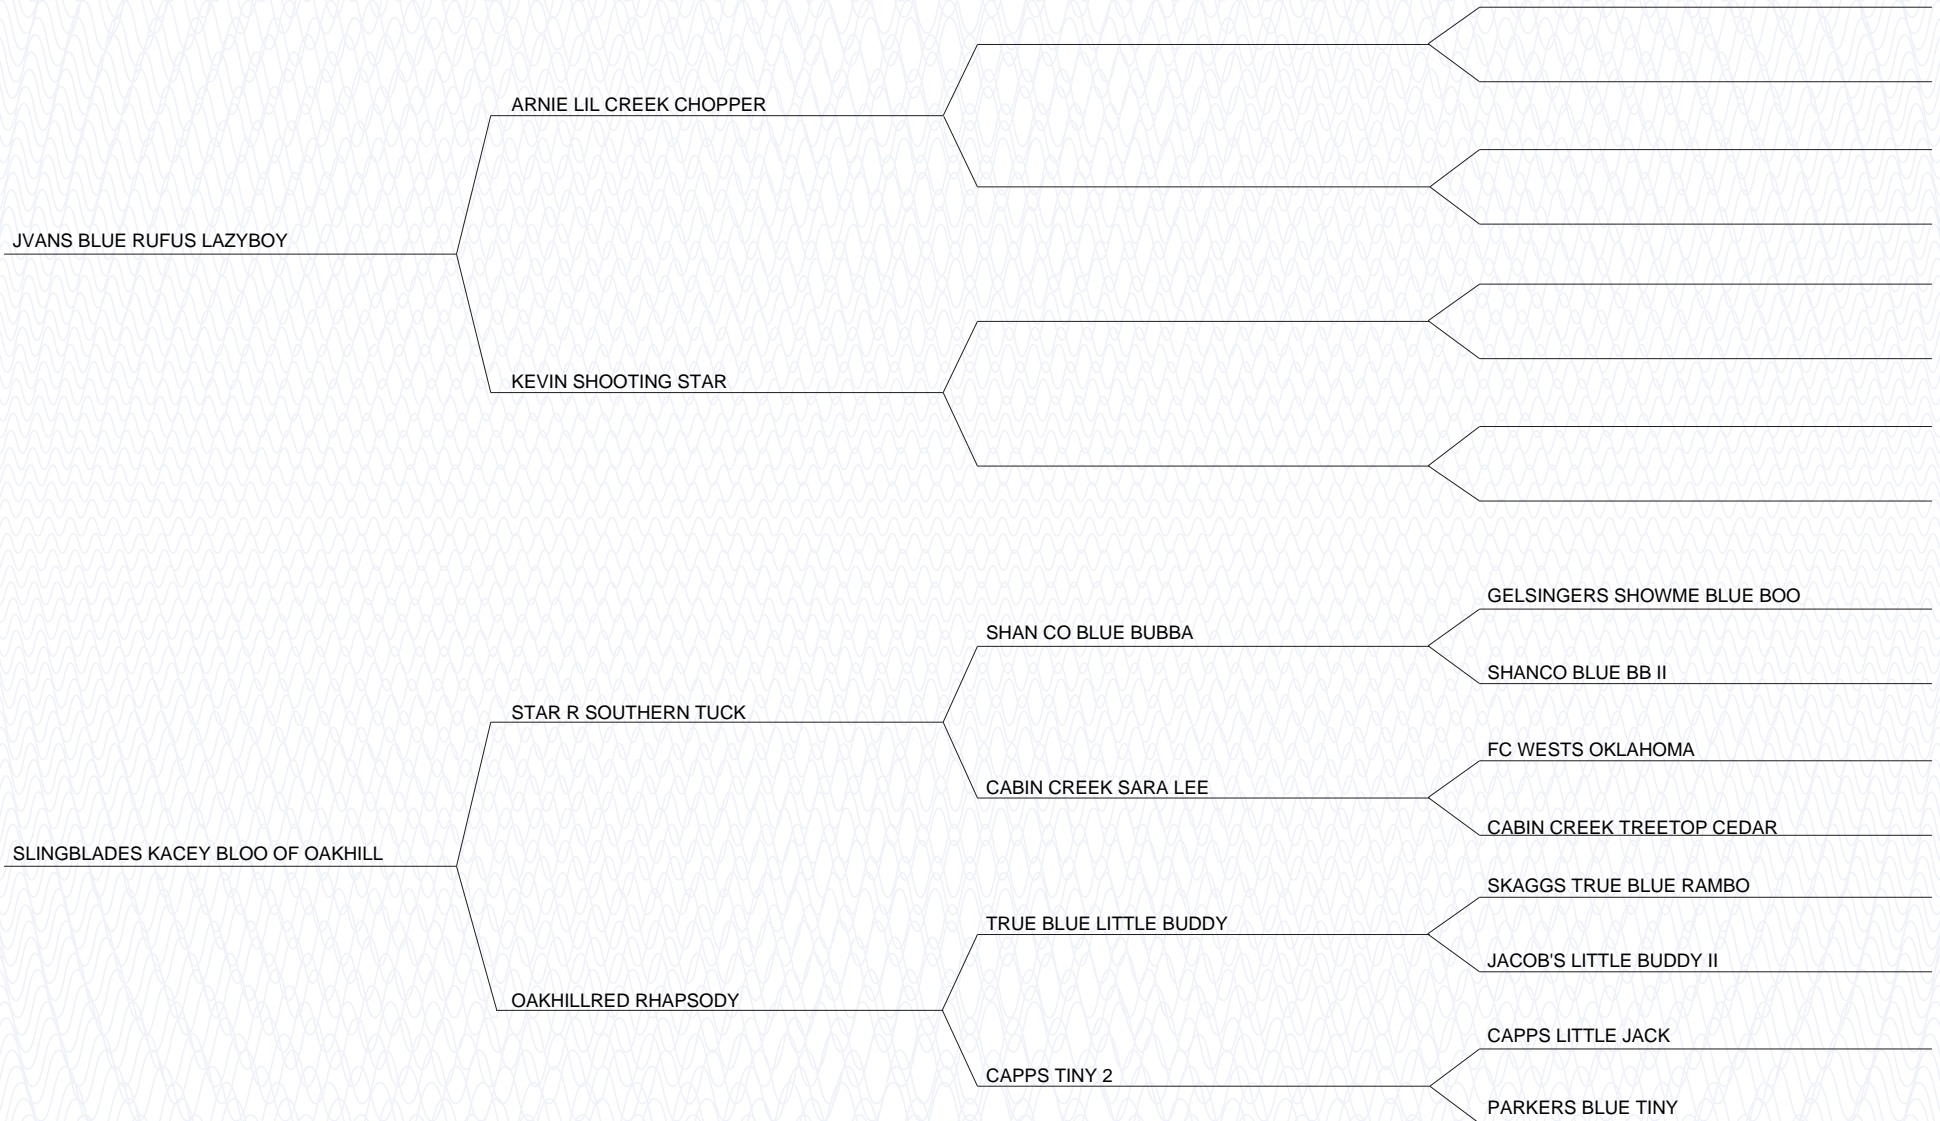 ARNIE LIL CREEK CHOPPER
JVANS BLUE RUFUS LAZYBOY
KEVIN SHOOTING STAR
GELSINGERS SHOWME BLUE BOO
SHAN CO BLUE BUBBA
SHANCO BLUE BB II
STAR R SOUTHERN TUCK
FC WESTS OKLAHOMA
CABIN CREEK SARA LEE
CABIN CREEK TREETOP CEDAR
SLINGBLADES KACEY BLOO OF OAKHILL
SKAGGS TRUE BLUE RAMBO
TRUE BLUE LITTLE BUDDY
JACOB'S LITTLE BUDDY II
OAKHILLRED RHAPSODY
CAPPS LITTLE JACK
CAPPS TINY 2
PARKERS BLUE TINY